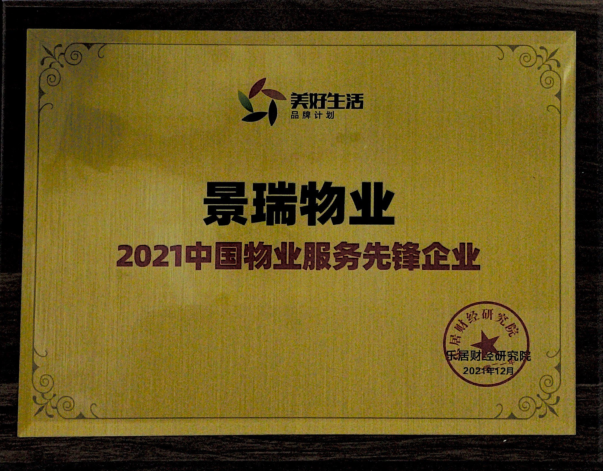 美好生活
品牌计划
景瑞物业
2021中国物业服务先锋企业
乐居财经研究院
乐居财经研究院
2021年12月